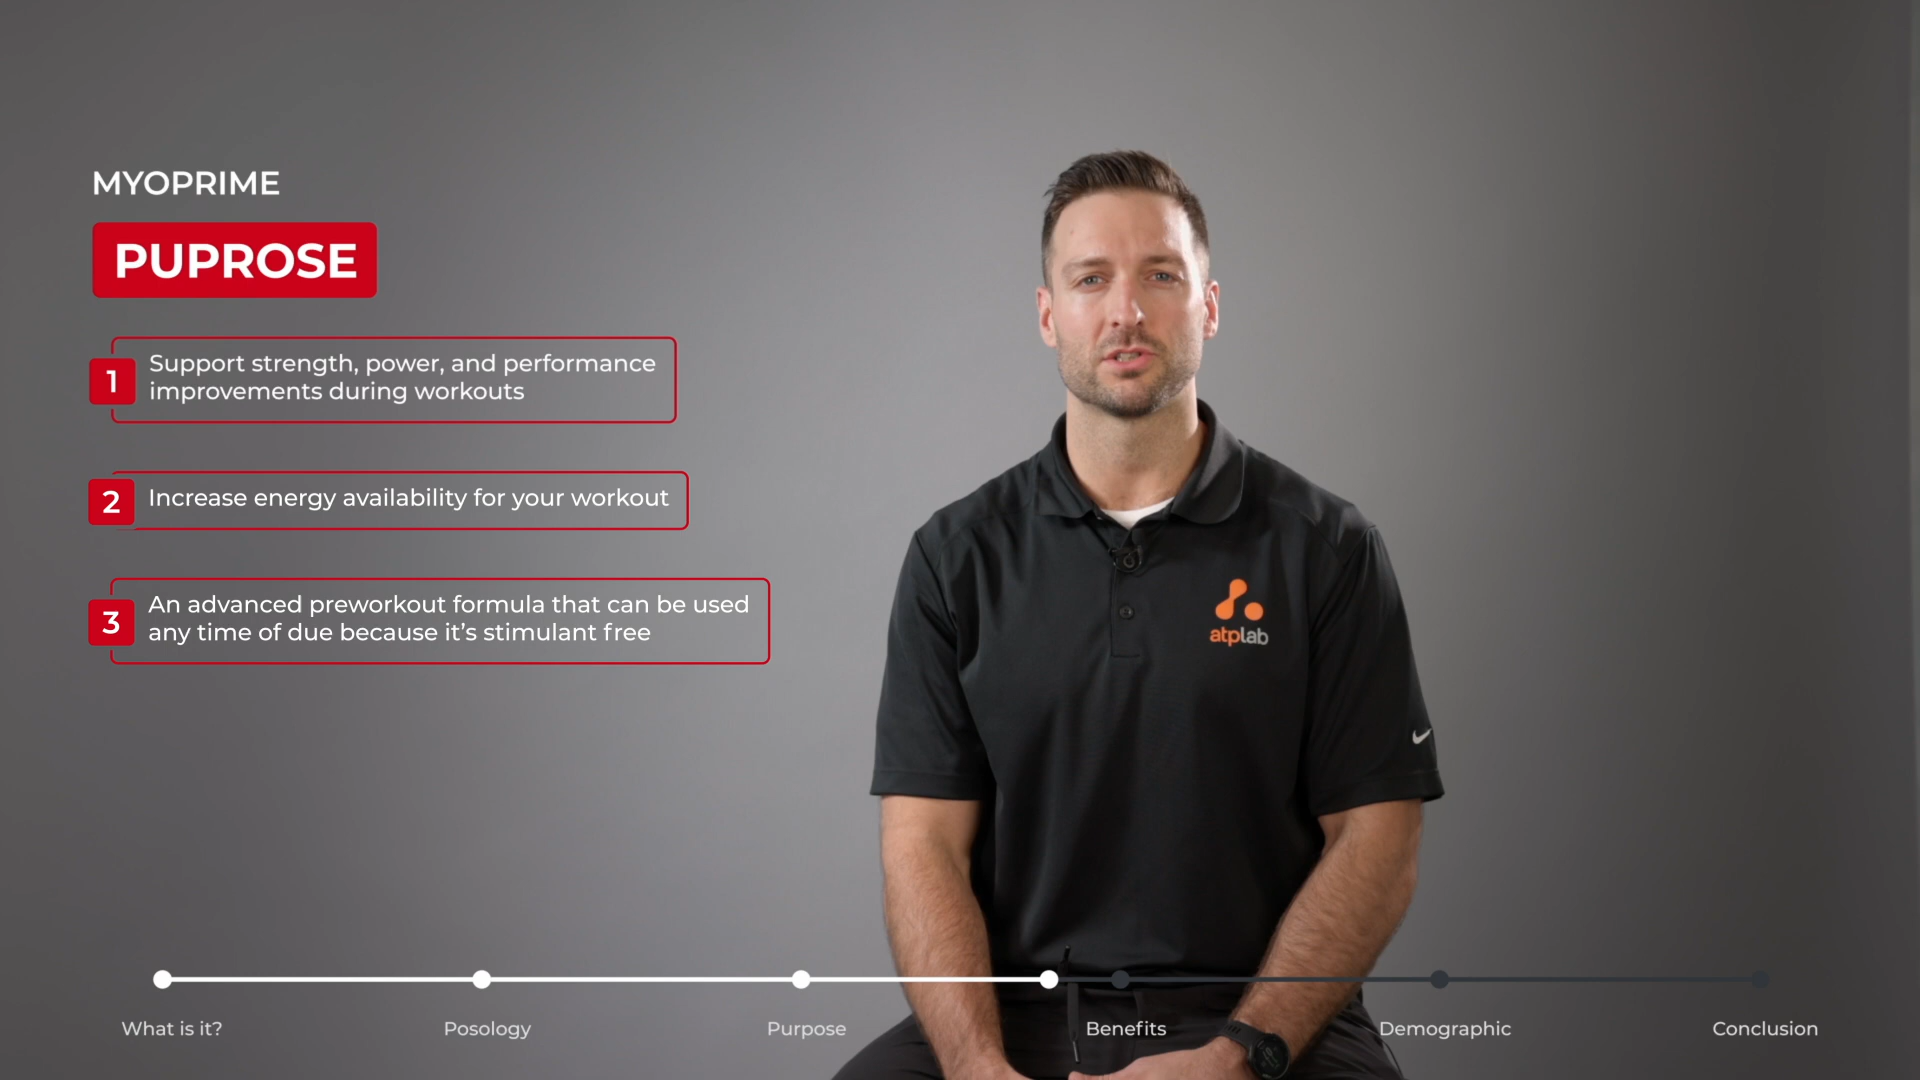 MYOPRIME
PUPROSE
1
Support strength, power, and performance
improvements during workouts
2
Increase energy availability for your workout
3
An advanced preworkout formula that can be used
any time of due because it's stimulant free
atplab
What is it?
Posology
Purpose
Benefits
Demographic
Conclusion